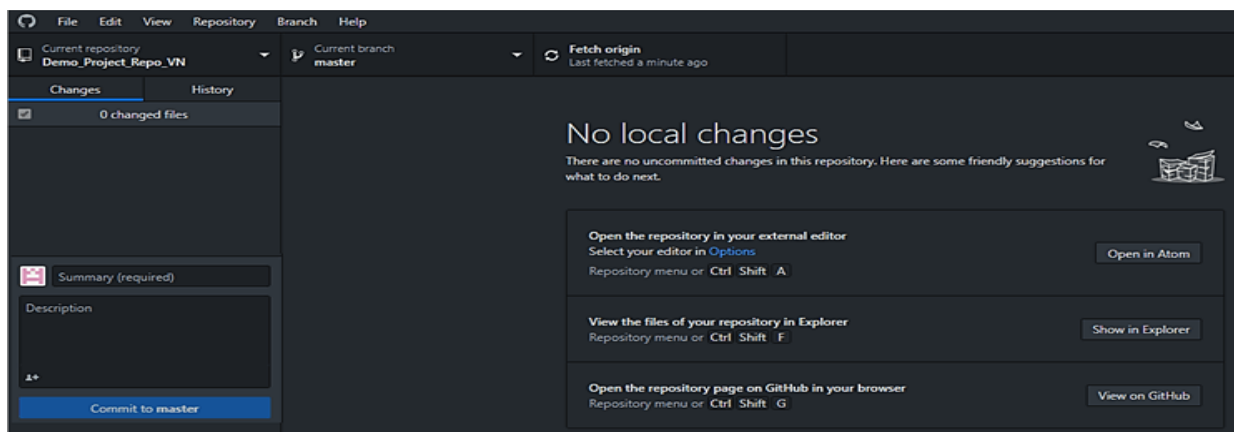 File Edit View Repository Branch Help
Current repository
Demo_Project_Repo_VN
Current branch
master
Fetch origin
Last fetched a minute ago
Changes History
0 changed files
No local changes
There are no uncommitted changes in this repository. Here are some friendly suggestions for
what to do next.
Open the repository in your external editor
Select your editor in Options
Repository menu or Ctrl Shift A
Open in Atom
View the files of your repository in Explorer
Repository menu or Ctrl Shift F
Show in Explorer
Open the repository page on GitHub in your browser
Repository menu or Ctrl Shift G
View on GitHub
Summary (required)
Description
Commit to master